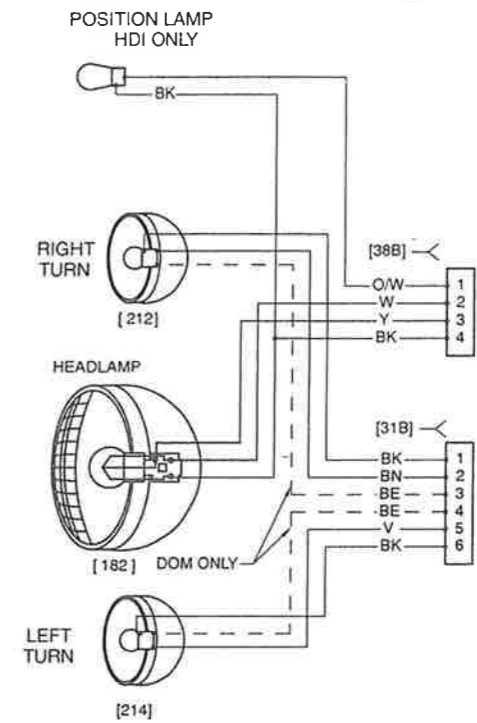 POSITION LAMP
HDI ONLY
BK
RIGHT
TURN
[212]
[38B]
O/W 1
W 2
Y 3
BK 4
HEADLAMP
[182]
DOM ONLY
[31B]
BK 1
BN 2
BE 3
BE 4
V 5
BK 6
LEFT
TURN
[214]